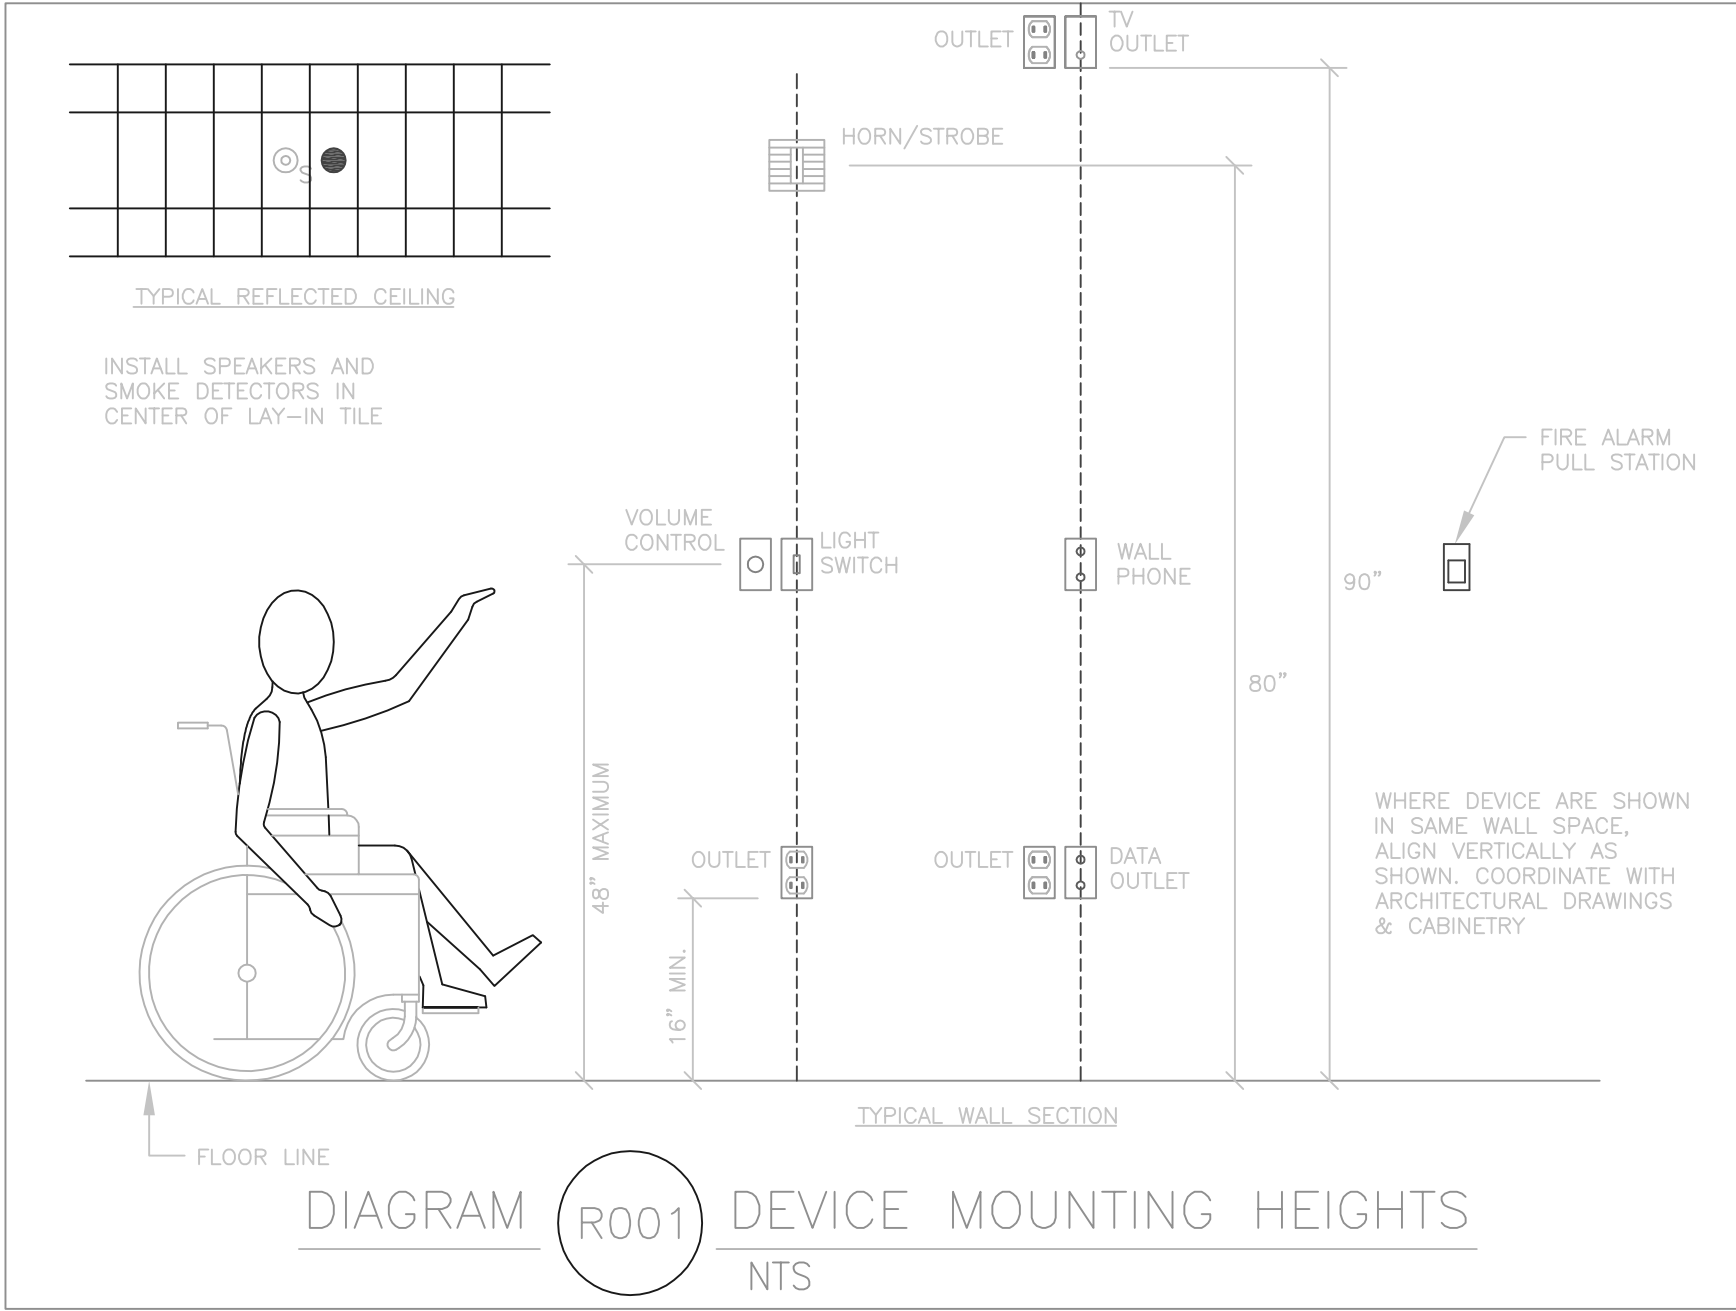 OUTLET
TV
OUTLET
HORN/STROBE
S
TYPICAL REFLECTED CEILING
INSTALL SPEAKERS AND
SMOKE DETECTORS IN
CENTER OF LAY-IN TILE
FIRE ALARM
PULL STATION
VOLUME
CONTROL
LIGHT
SWITCH
WALL
PHONE
90"
80"
48" MAXIMUM
WHERE DEVICE ARE SHOWN
IN SAME WALL SPACE,
ALIGN VERTICALLY AS
SHOWN. COORDINATE WITH
ARCHITECTURAL DRAWINGS
& CABINETRY
OUTLET
OUTLET
DATA
OUTLET
16" MIN.
TYPICAL WALL SECTION
FLOOR LINE
DIAGRAM R001 DEVICE MOUNTING HEIGHTS
NTS